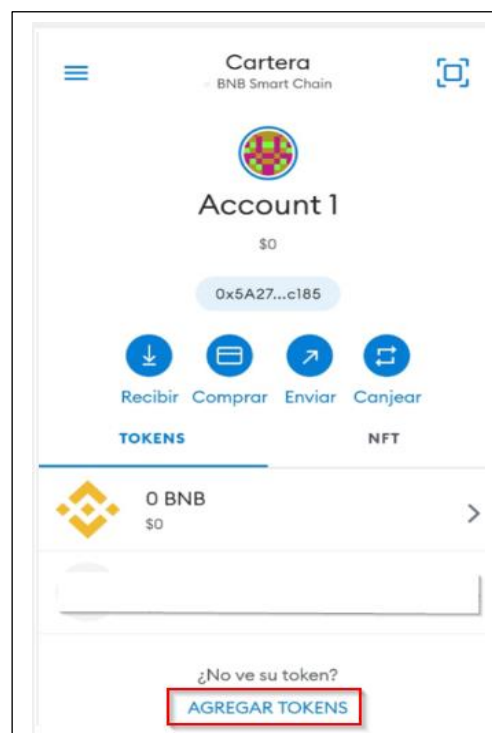 Cartera
BNB Smart Chain
Account 1
$0
0x5A27...c185
Recibir Comprar Enviar Canjear
TOKENS NFT
0 BNB
$0
¿No ve su token?
AGREGAR TOKENS